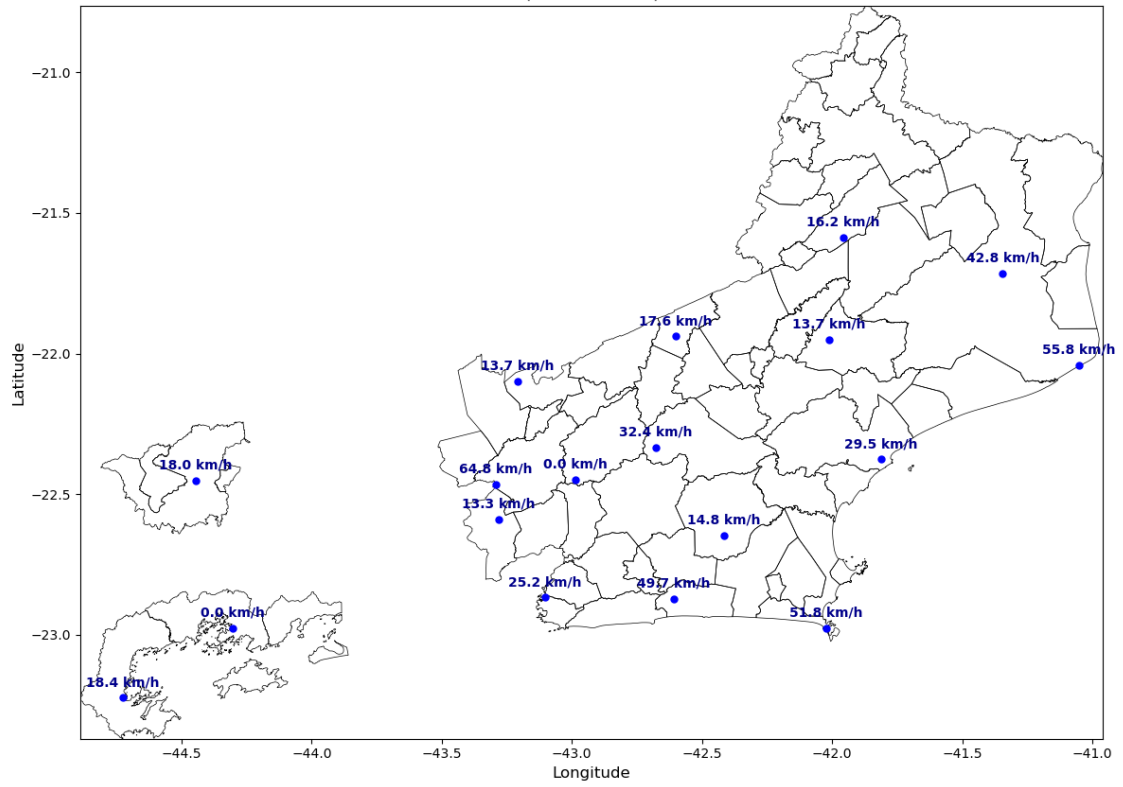 −21.0
−21.5
16.2 km/h
42.8 km/h
17.6 km/h
13.7 km/h
−22.0
55.8 km/h
13.7 km/h
32.4 km/h
29.5 km/h
18.0 km/h
64.8 km/h
0.0 km/h
−22.5
13.3 km/h
14.8 km/h
25.2 km/h
49.7 km/h
0.0 km/h
51.8 km/h
−23.0
18.4 km/h
Latitude
−44.5
−44.0
−43.5
−43.0
−42.5
−42.0
−41.5
−41.0
Longitude